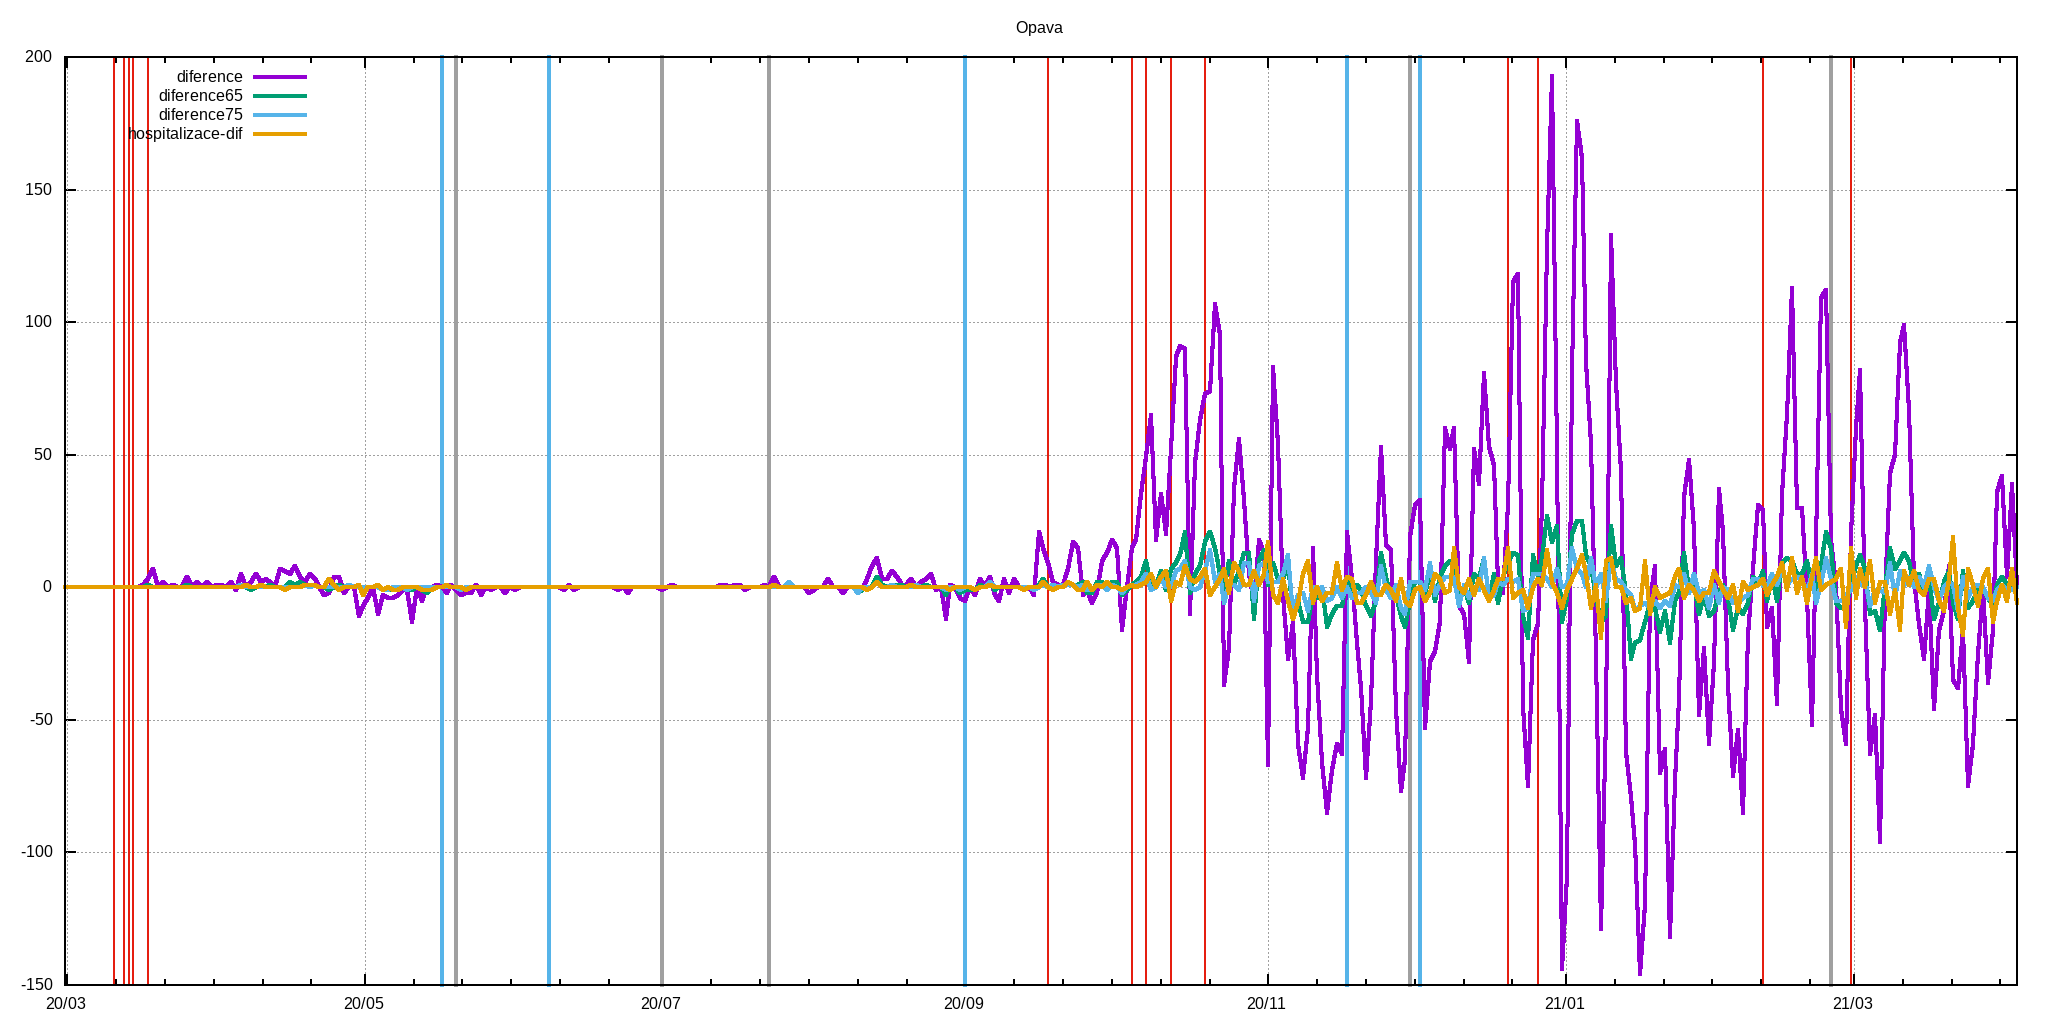 Opava
200
diference
diference65
diference75
hospitalizace-dif
150
100
50
0
-50
-100
-150
20/03 20/05 20/07 20/09 20/11 21/01 21/03